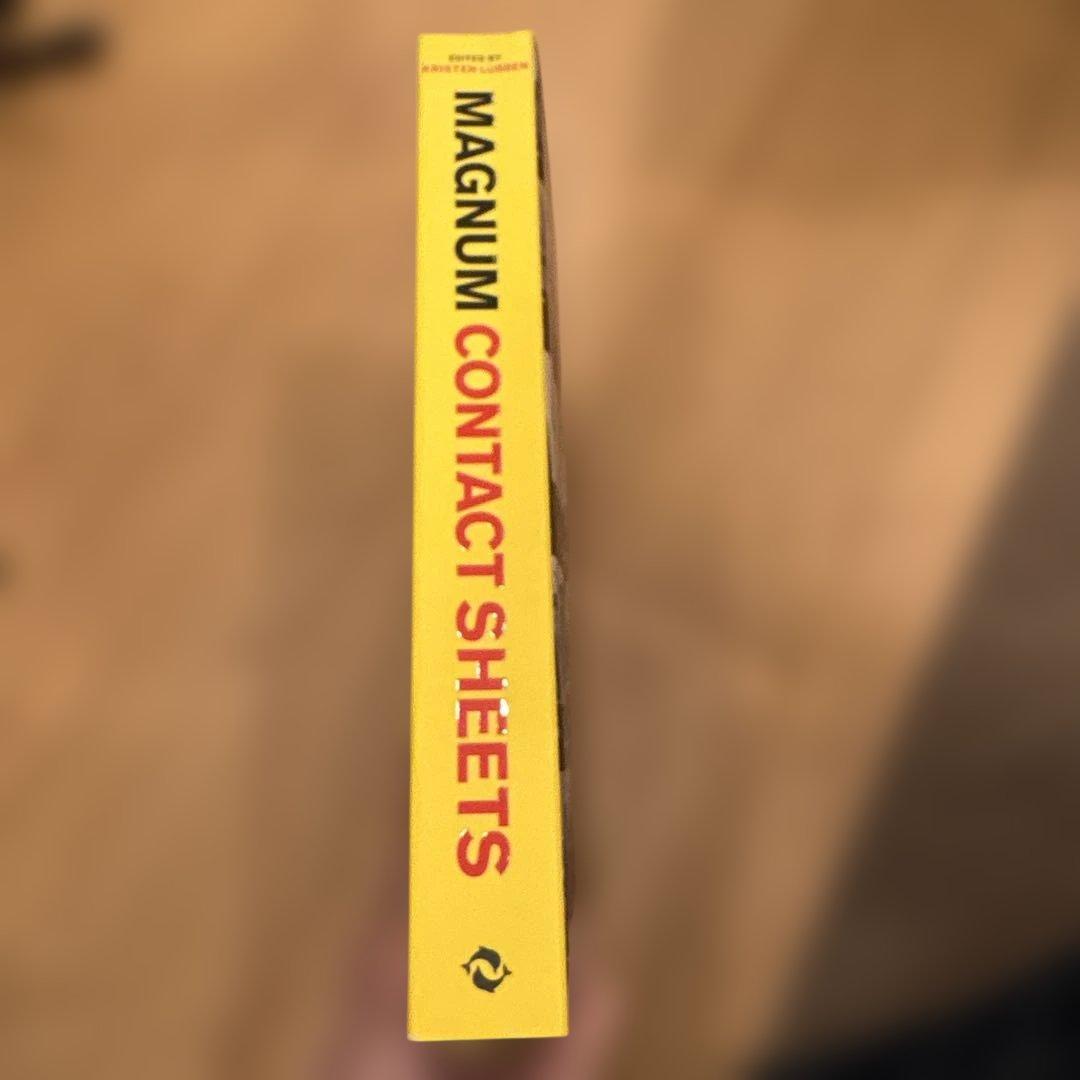 EDITED BY
KRISTEN LUBBEN
MAGNUM CONTACT SHEETS